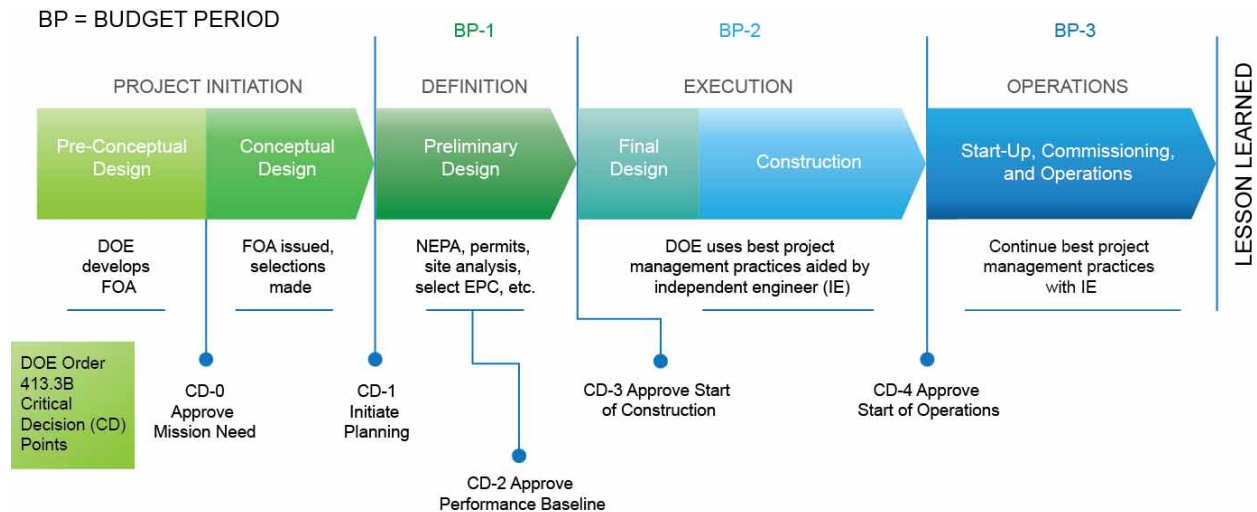 BP = BUDGET PERIOD
BP-1
BP-2
BP-3
PROJECT INITIATION
DEFINITION
EXECUTION
OPERATIONS
Pre-Conceptual
Design
Conceptual
Design
Preliminary
Design
Final
Design
Construction
Start-Up, Commissioning,
and Operations
LESSON LEARNED
DOE
develops
FOA
FOA issued,
selections
made
NEPA, permits,
site analysis,
select EPC, etc.
DOE uses best project
management practices aided by
independent engineer (IE)
Continue best project
management practices
with IE
DOE Order
413.3B
Critical
Decision (CD)
Points
CD-0
Approve
Mission Need
CD-1
Initiate
Planning
CD-2 Approve
Performance Baseline
CD-3 Approve Start
of Construction
CD-4 Approve
Start of Operations